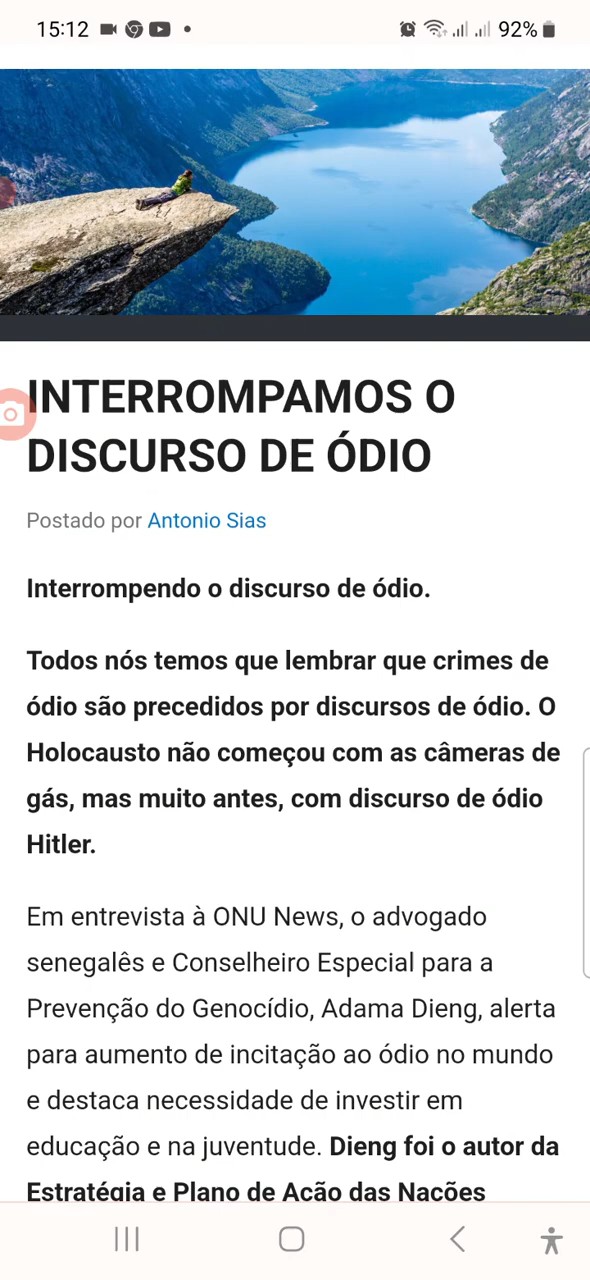 15:12
92%
INTERROMPAMOS O
DISCURSO DE ÓDIO
Postado por Antonio Sias
Interrompendo o discurso de ódio.
Todos nós temos que lembrar que crimes de
ódio são precedidos por discursos de ódio. O
Holocausto não começou com as câmeras de
gás, mas muito antes, com discurso de ódio
Hitler.
Em entrevista à ONU News, o advogado
senegalês e Conselheiro Especial para a
Prevenção do Genocídio, Adama Dieng, alerta
para aumento de incitação ao ódio no mundo
e destaca necessidade de investir em
educação e na juventude. Dieng foi o autor da
Estratégia e Plano de Ação das Nações